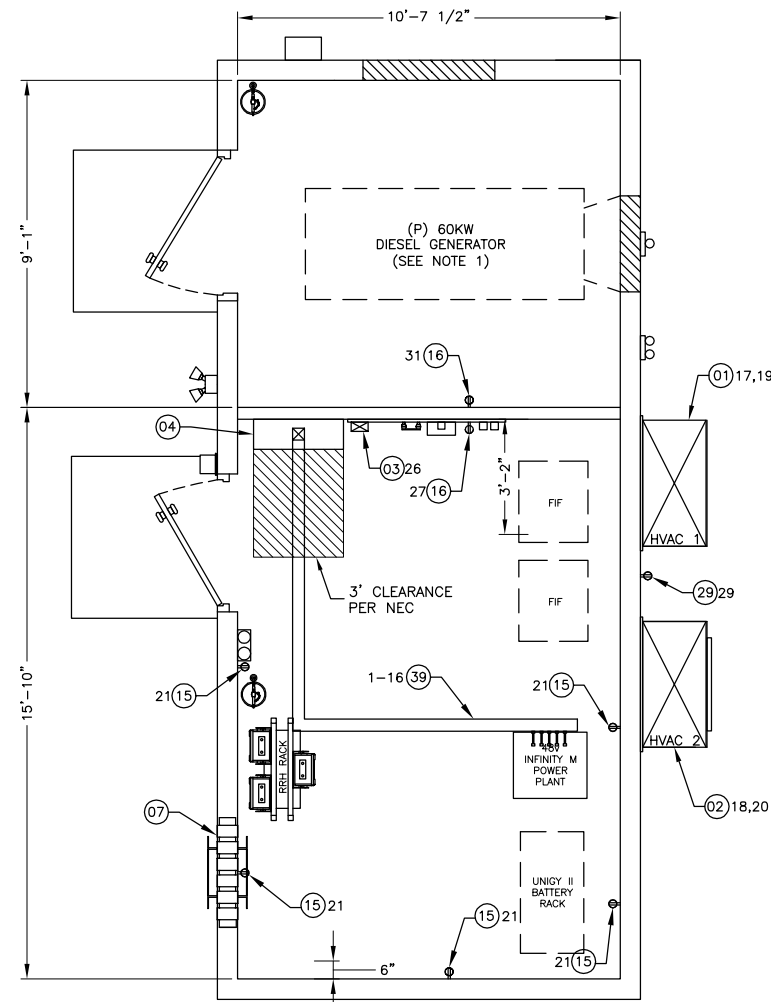 10'-7 1/2"
9'-1"
(P) 60KW
DIESEL GENERATOR
(SEE NOTE 1)
31 16
01 17,19
04
03 26
27 16
3'-2"
FIF
HVAC 1
3' CLEARANCE
PER NEC
FIF
29 29
15'-10"
21 15
1-16 39
21 15
HVAC 2
RRH RACK
48V
INFINITY M
POWER
PLANT
02 18,20
07
UNIGY II
BATTERY
RACK
15 21
15 21
21 15
6"